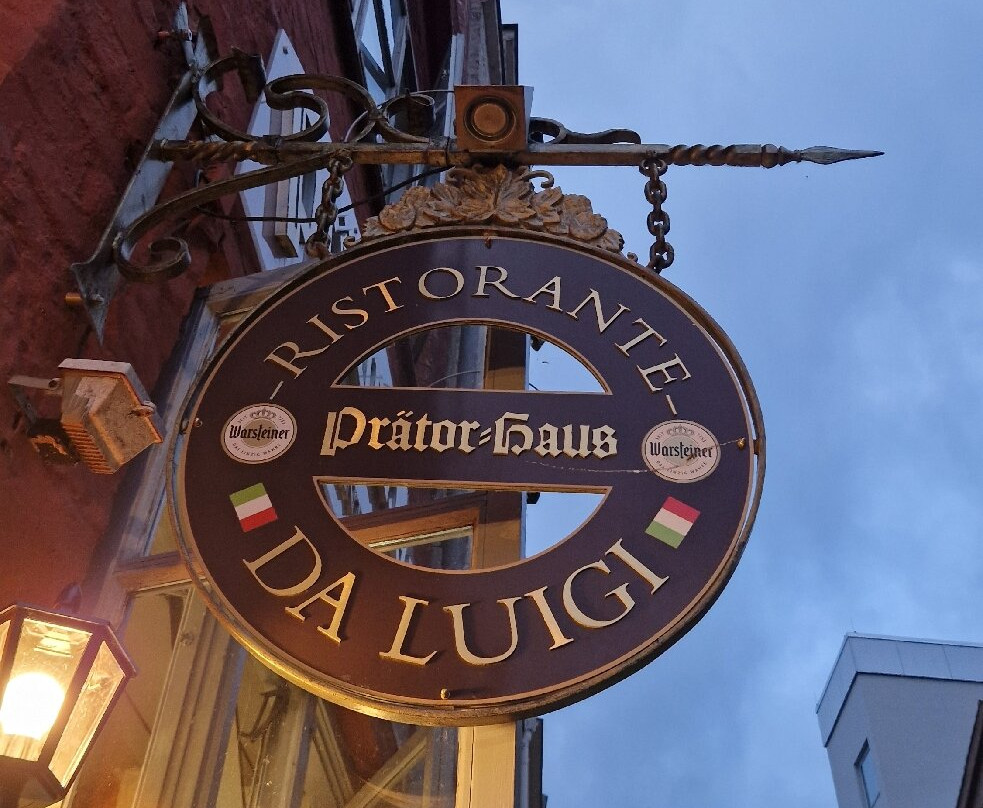 RISTORANTE
Warsteiner
Prätor-Haus
Warsteiner
DA LUIGI